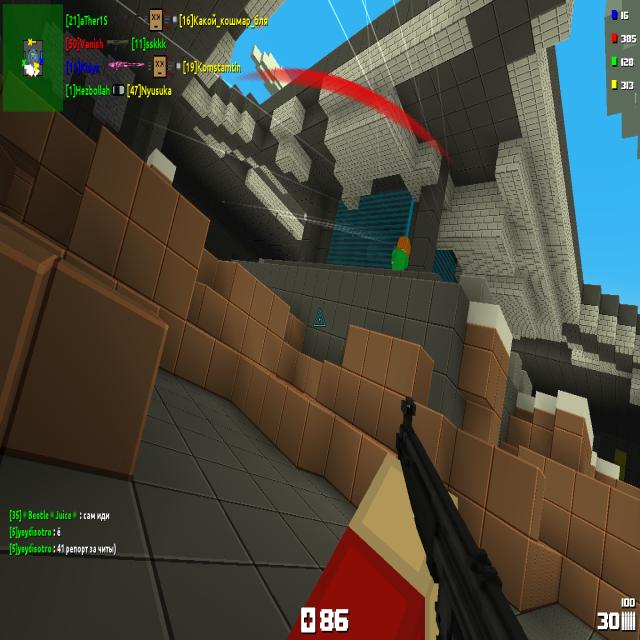 [21]aTher1S [16]Какой_кошмар_бля
[50]Vanish [11]sskkk
[19]Komstamtin
[1]Hezbollah [47]Nyusuka
16
385
128
313
[35]*Beetle*Juice* : сам иди
[5]yeydisotro : ё
[5]yeydisotro : 41 репорт за читы)
86
100
30